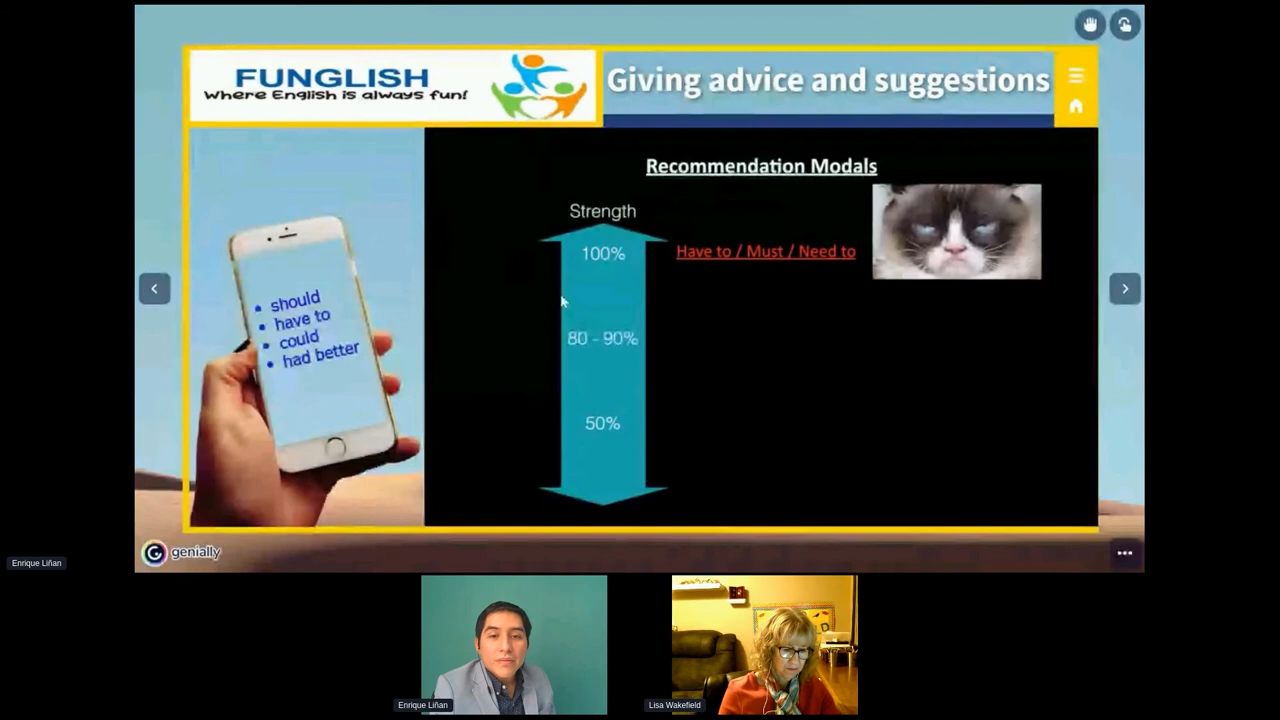 FUNGLISH
Where English is always fun!
Giving advice and suggestions
Recommendation Modals
Strength
100%
Have to / Must / Need to
80 - 90%
50%
• should
• have to
• could
• had better
genially
Enrique Liñan
Enrique Liñan
Lisa Wakefield